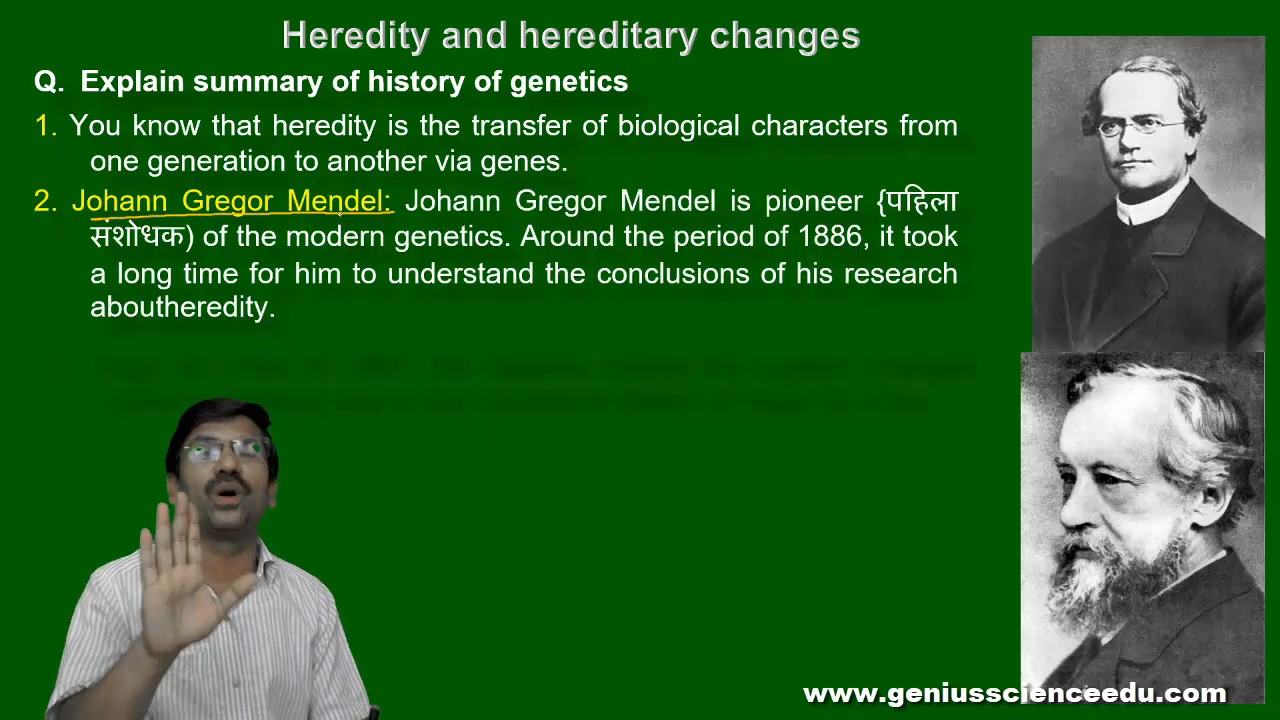 Heredity and hereditary changes
Q. Explain summary of history of genetics
1. You know that heredity is the transfer of biological characters from
one generation to another via genes.
2. Johann Gregor Mendel: Johann Gregor Mendel is pioneer {पहिला
संशोधक) of the modern genetics. Around the period of 1886, it took
a long time for him to understand the conclusions of his research
aboutheredity.
www.geniusscienceedu.com